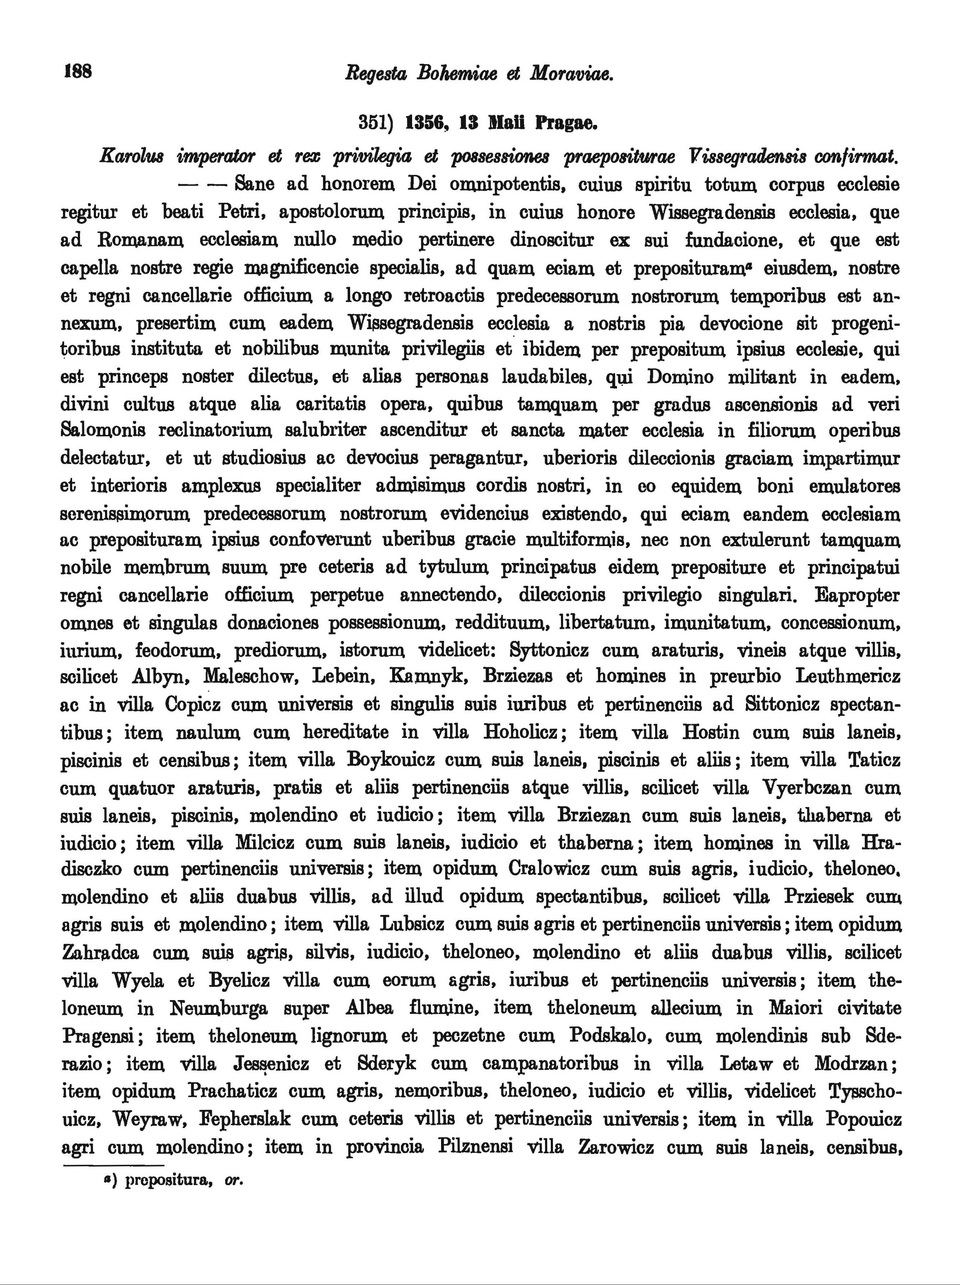 188
Regesta Bohemiae et Moraviae.
351) 1356, 13 Maii Pragae.
Karolus imperator et rex privilegia et possessiones praepositurae Vissegradensis confirmat.
— — Sane ad honorem Dei omnipotentis, cuius spiritu totum corpus ecclesie
regitur et beati Petri, apostolorum principis, in cuius honore Wissegradensis ecclesia, que
ad Romanam ecclesiam nullo medio pertinere dinoscitur ex sui fundacione, et que est
capella nostre regie magnificencie specialis, ad quam eciam et preposituramᵃ eiusdem, nostre
et regni cancellarie officium a longo retroactis predecessorum nostrorum temporibus est an-
nexum, presertim cum eadem Wissegradensis ecclesia a nostris pia devocione sit progeni-
toribus instituta et nobilibus munita privilegiis et ibidem per prepositum ipsius ecclesie, qui
est princeps noster dilectus, et alias personas laudabiles, qui Domino militant in eadem,
divini cultus atque alia caritatis opera, quibus tamquam per gradus ascensionis ad veri
Salomonis reclinatorium salubriter ascenditur et sancta mater ecclesia in filiorum operibus
delectatur, et ut studiosius ac devocius peragantur, uberioris dileccionis graciam impartimur
et interioris amplexus specialiter admisimus cordis nostri, in eo equidem boni emulatores
serenissimorum predecessorum nostrorum evidencius existendo, qui eciam eandem ecclesiam
ac preposituram ipsius confoverunt uberibus gracie multiformis, nec non extulerunt tamquam
nobile membrum suum pre ceteris ad tytulum principatus eidem prepositure et principatui
regni cancellarie officium perpetue annectendo, dileccionis privilegio singulari. Eapropter
omnes et singulas donaciones possessionum, reddituum, libertatum, imunitatum, concessionum,
iurium, feodorum, prediorum, istorum videlicet: Syttonicz cum araturis, vineis atque villis,
scilicet Albyn, Maleschow, Lebein, Kamnyk, Brziezas et homines in preurbio Leuthmericz
ac in villa Copicz cum universis et singulis suis iuribus et pertinenciis ad Sittonicz spectan-
tibus; item naulum cum hereditate in villa Hoholicz; item villa Hostin cum suis laneis,
piscinis et censibus; item villa Boykouicz cum suis laneis, piscinis et aliis; item villa Taticz
cum quatuor araturis, pratis et aliis pertinenciis atque villis, scilicet villa Vyerbczan cum
suis laneis, piscinis, molendino et iudicio; item villa Brziezan cum suis laneis, thaberna et
iudicio; item villa Milcicz cum suis laneis, iudicio et thaberna; item homines in villa Hra-
disczko cum pertinenciis universis; item opidum Cralowicz cum suis agris, iudicio, theloneo,
molendino et aliis duabus villis, ad illud opidum spectantibus, scilicet villa Prziesek cum
agris suis et molendino; item villa Lubsicz cum suis agris et pertinenciis universis; item opidum
Zahradca cum suis agris, silvis, iudicio, theloneo, molendino et aliis duabus villis, scilicet
villa Wyela et Byelicz villa cum eorum agris, iuribus et pertinenciis universis; item the-
loneum in Neumburga super Albea flumine, item theloneum allecium in Maiori civitate
Pragensi; item theloneum lignorum et peczetne cum Podskalo, cum molendinis sub Sde-
razio; item villa Jessenicz et Sderyk cum campanatoribus in villa Letaw et Modrzan;
item opidum Prachaticz cum agris, nemoribus, theloneo, iudicio et villis, videlicet Tysscho-
uicz, Weyraw, Fepherslak cum ceteris villis et pertinenciis universis; item in villa Popouicz
agri cum molendino; item in provincia Pilznensi villa Zarowicz cum suis laneis, censibus,
ᵃ) prepositura, or.